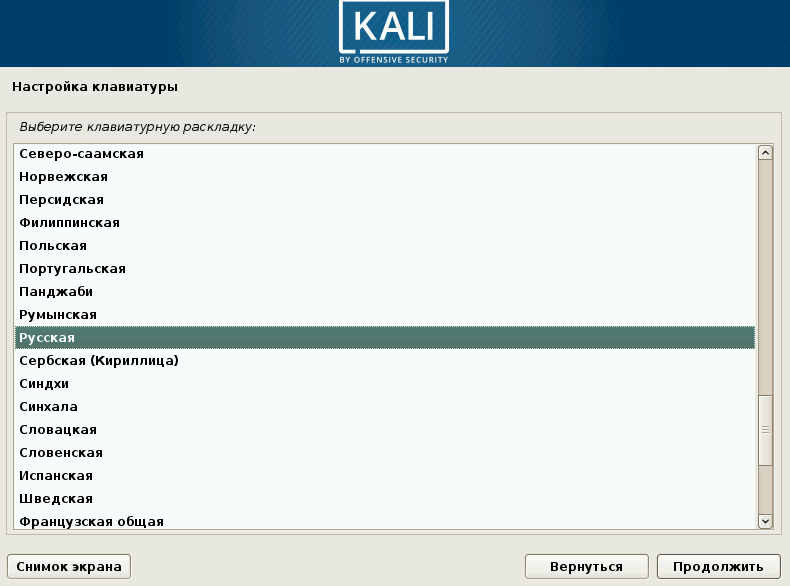 KALI
BY OFFENSIVE SECURITY
Настройка клавиатуры
Выберите клавиатурную раскладку:
Северо-саамская
Норвежская
Персидская
Филиппинская
Польская
Португальская
Панджаби
Румынская
Русская
Сербская (Кириллица)
Синдхи
Синхала
Словацкая
Словенская
Испанская
Шведская
Французская общая
Снимок экрана
Вернуться
Продолжить